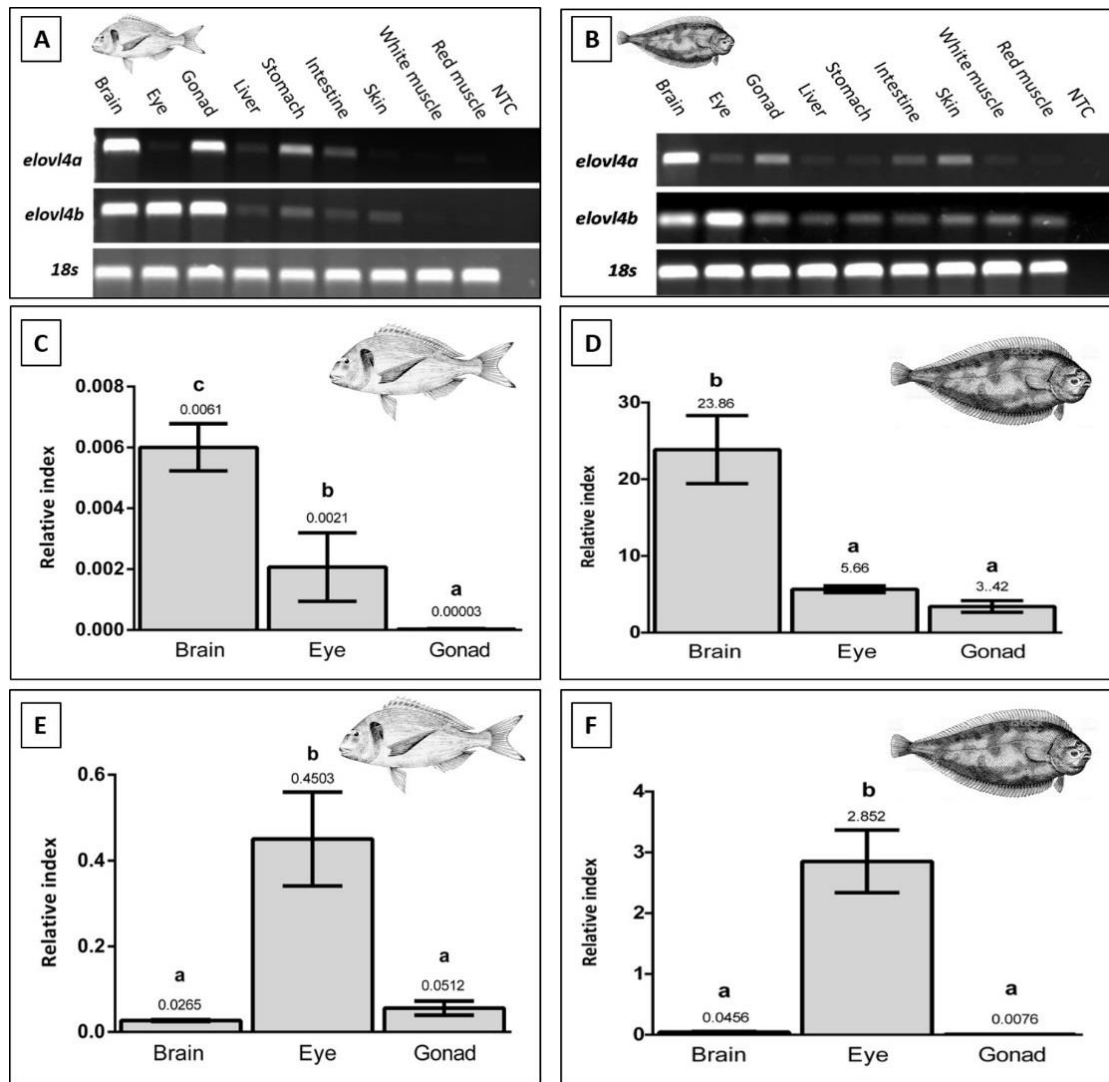 A
Brain Eye Gonad Liver Stomach Intestine Skin White muscle Red muscle NTC
elovl4a
elovl4b
18s
B
Brain Eye Gonad Liver Stomach Intestine Skin White muscle Red muscle NTC
elovl4a
elovl4b
18s
C
Relative index
0.008
0.006
0.004
0.002
0.000
c
0.0061
b
0.0021
a
0.00003
Brain Eye Gonad
D
Relative index
30
20
10
0
b
23.86
a
5.66
a
3..42
Brain Eye Gonad
E
Relative index
0.6
0.4
0.2
0.0
a
0.0265
b
0.4503
a
0.0512
Brain Eye Gonad
F
Relative index
4
3
2
1
0
a
0.0456
b
2.852
a
0.0076
Brain Eye Gonad